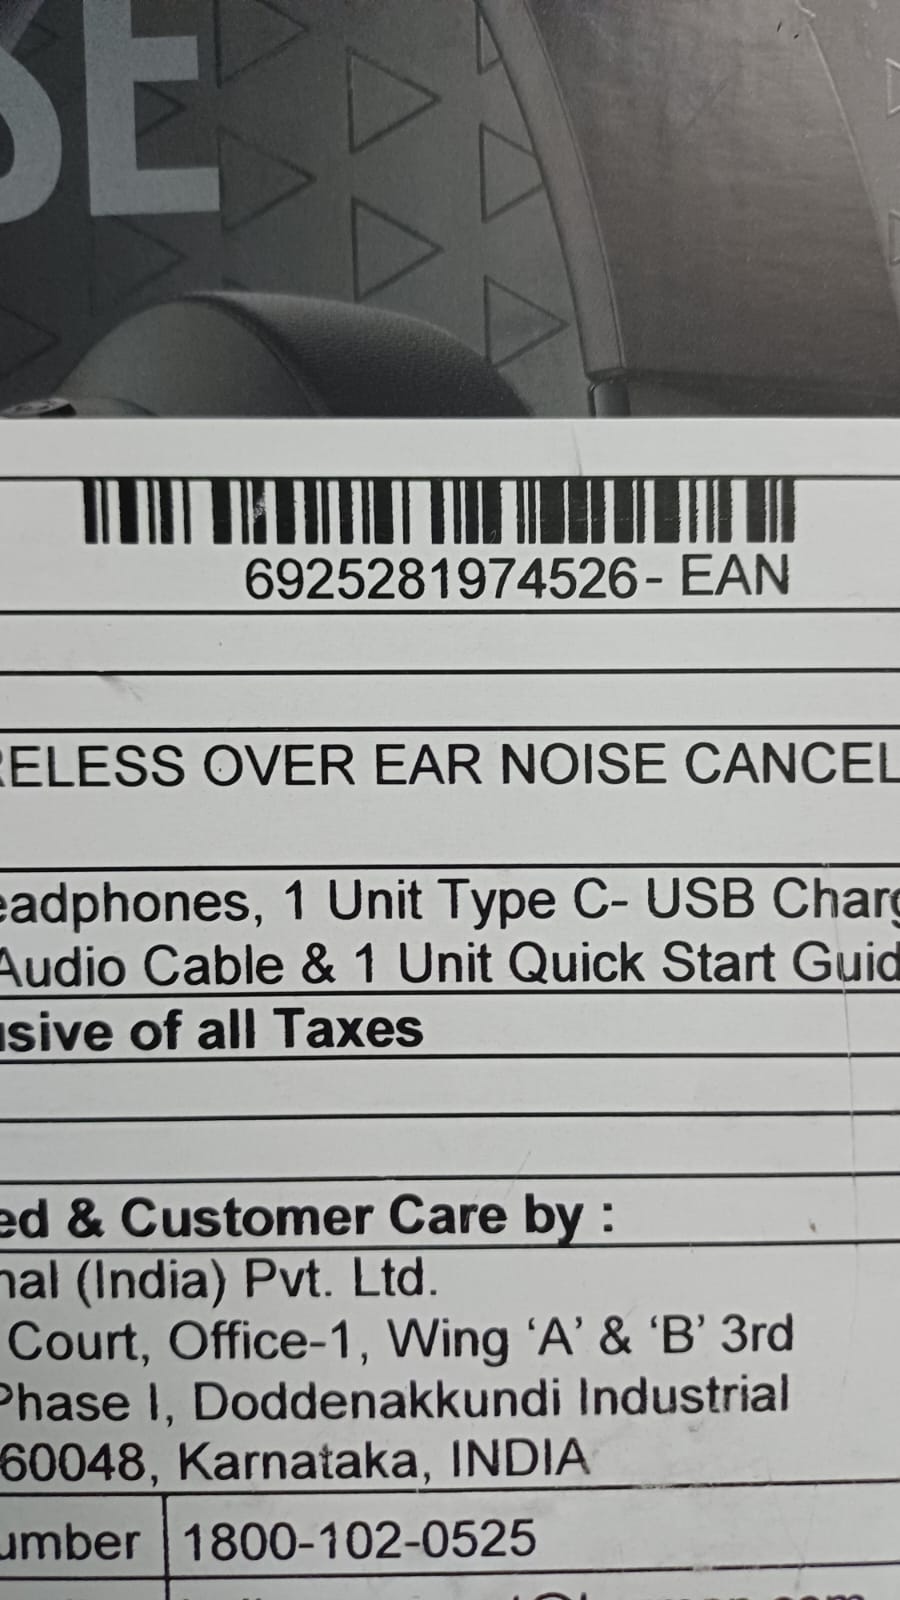 SE
6925281974526- EAN
RELESS OVER EAR NOISE CANCEL
eadphones, 1 Unit Type C- USB Charg
Audio Cable & 1 Unit Quick Start Guid
usive of all Taxes
ed & Customer Care by :
nal (India) Pvt. Ltd.
Court, Office-1, Wing ‘A’ & ‘B’ 3rd
Phase I, Doddenakkundi Industrial
60048, Karnataka, INDIA
umber 1800-102-0525